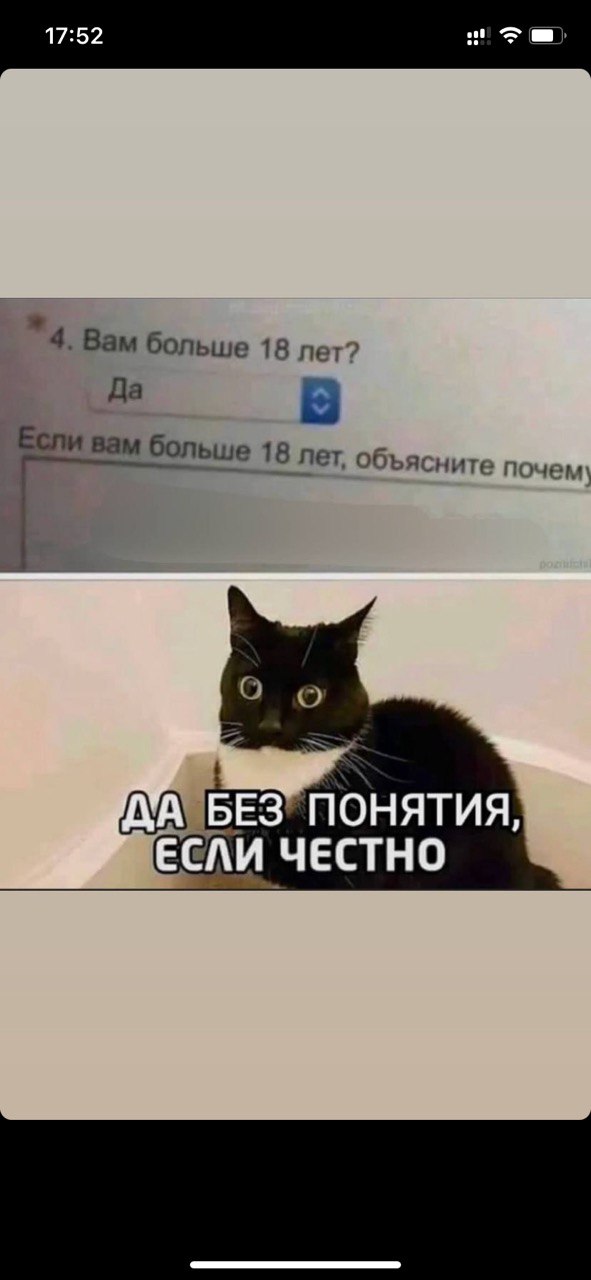 17:52
* 4. Вам больше 18 лет?
Да
Если вам больше 18 лет, объясните почему
ДА БЕЗ ПОНЯТИЯ,
ЕСЛИ ЧЕСТНО